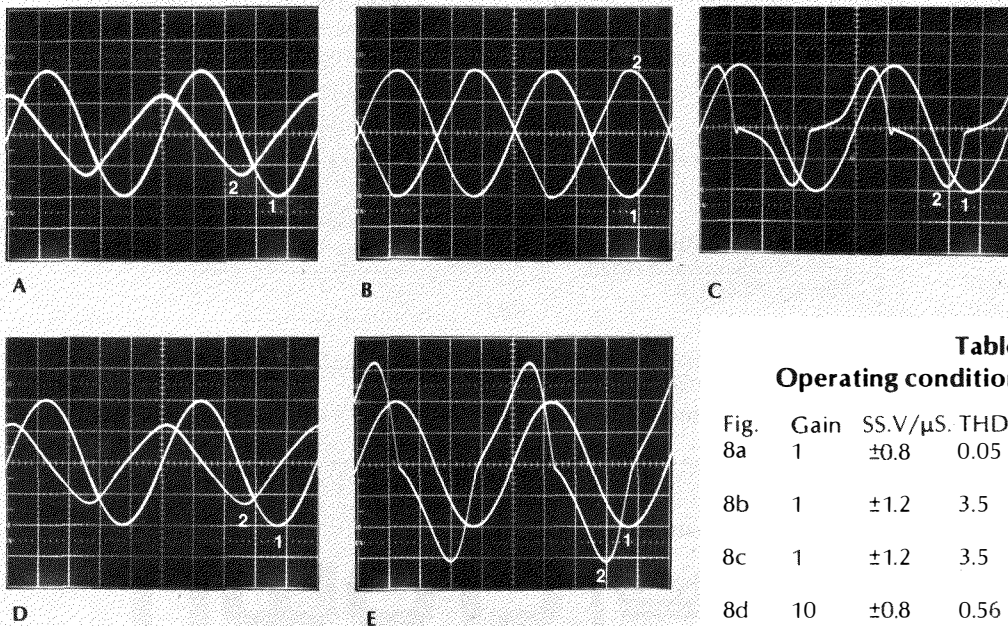 2
1
A
2
1
B
2 1
C
2
1
D
1
2
E
Table
Operating condition
Fig. Gain SS.V/µS. THD
8a 1 ±0.8 0.05
8b 1 ±1.2 3.5
8c 1 ±1.2 3.5
8d 10 ±0.8 0.56